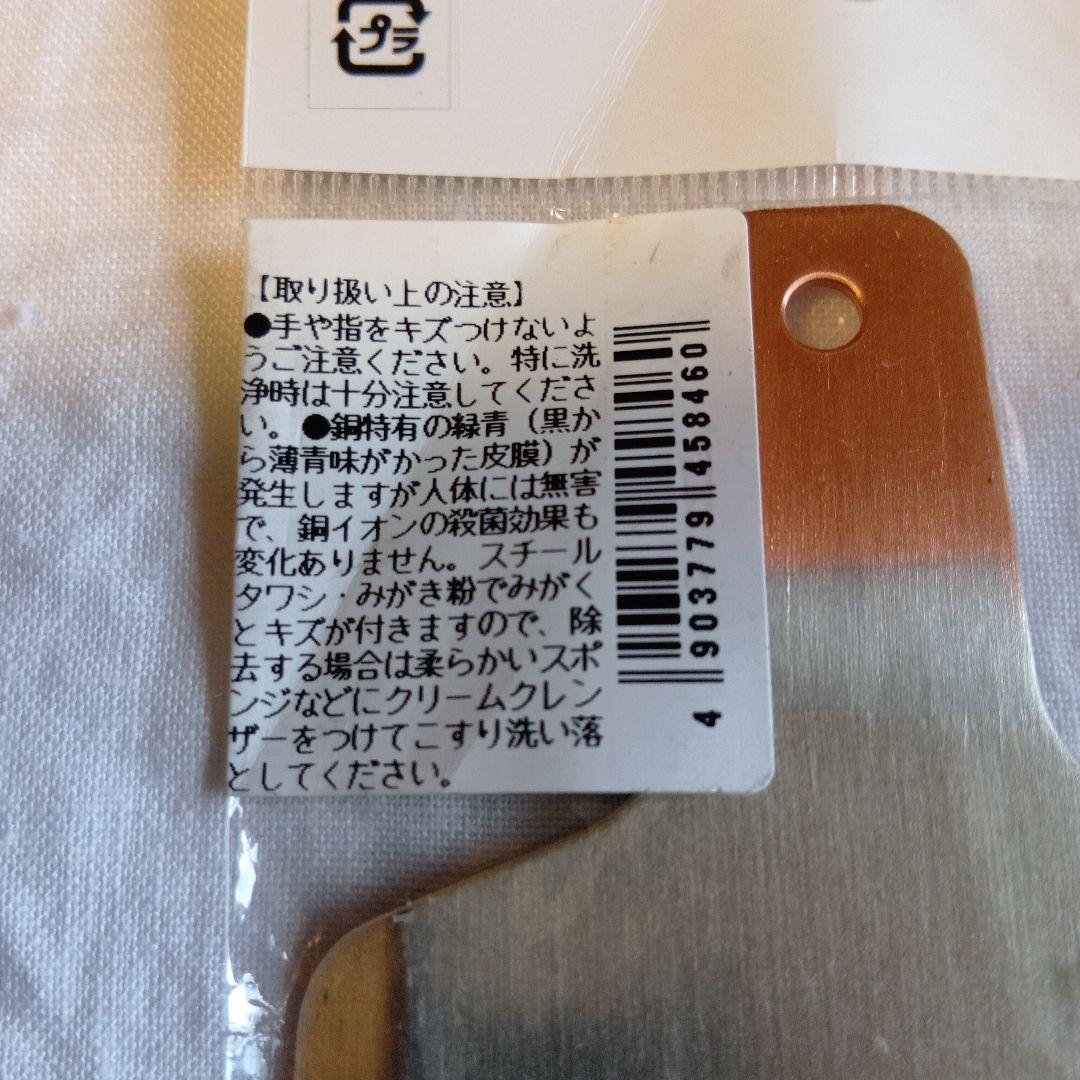 プラ
【取り扱い上の注意】
●手や指をキズつけないよ
うご注意ください。特に洗
浄時は十分注意してくださ
い。●銅特有の緑青（黒か
ら薄青味がかった皮膜）が
発生しますが人体には無害
で、銅イオンの殺菌効果も
変化ありません。スチール
タワシ・みがき粉でみがく
とキズが付きますので、除
去する場合は柔らかいスポ
ンジなどにクリームクレン
ザーをつけてこすり洗い落
としてください。
4 903779 458460